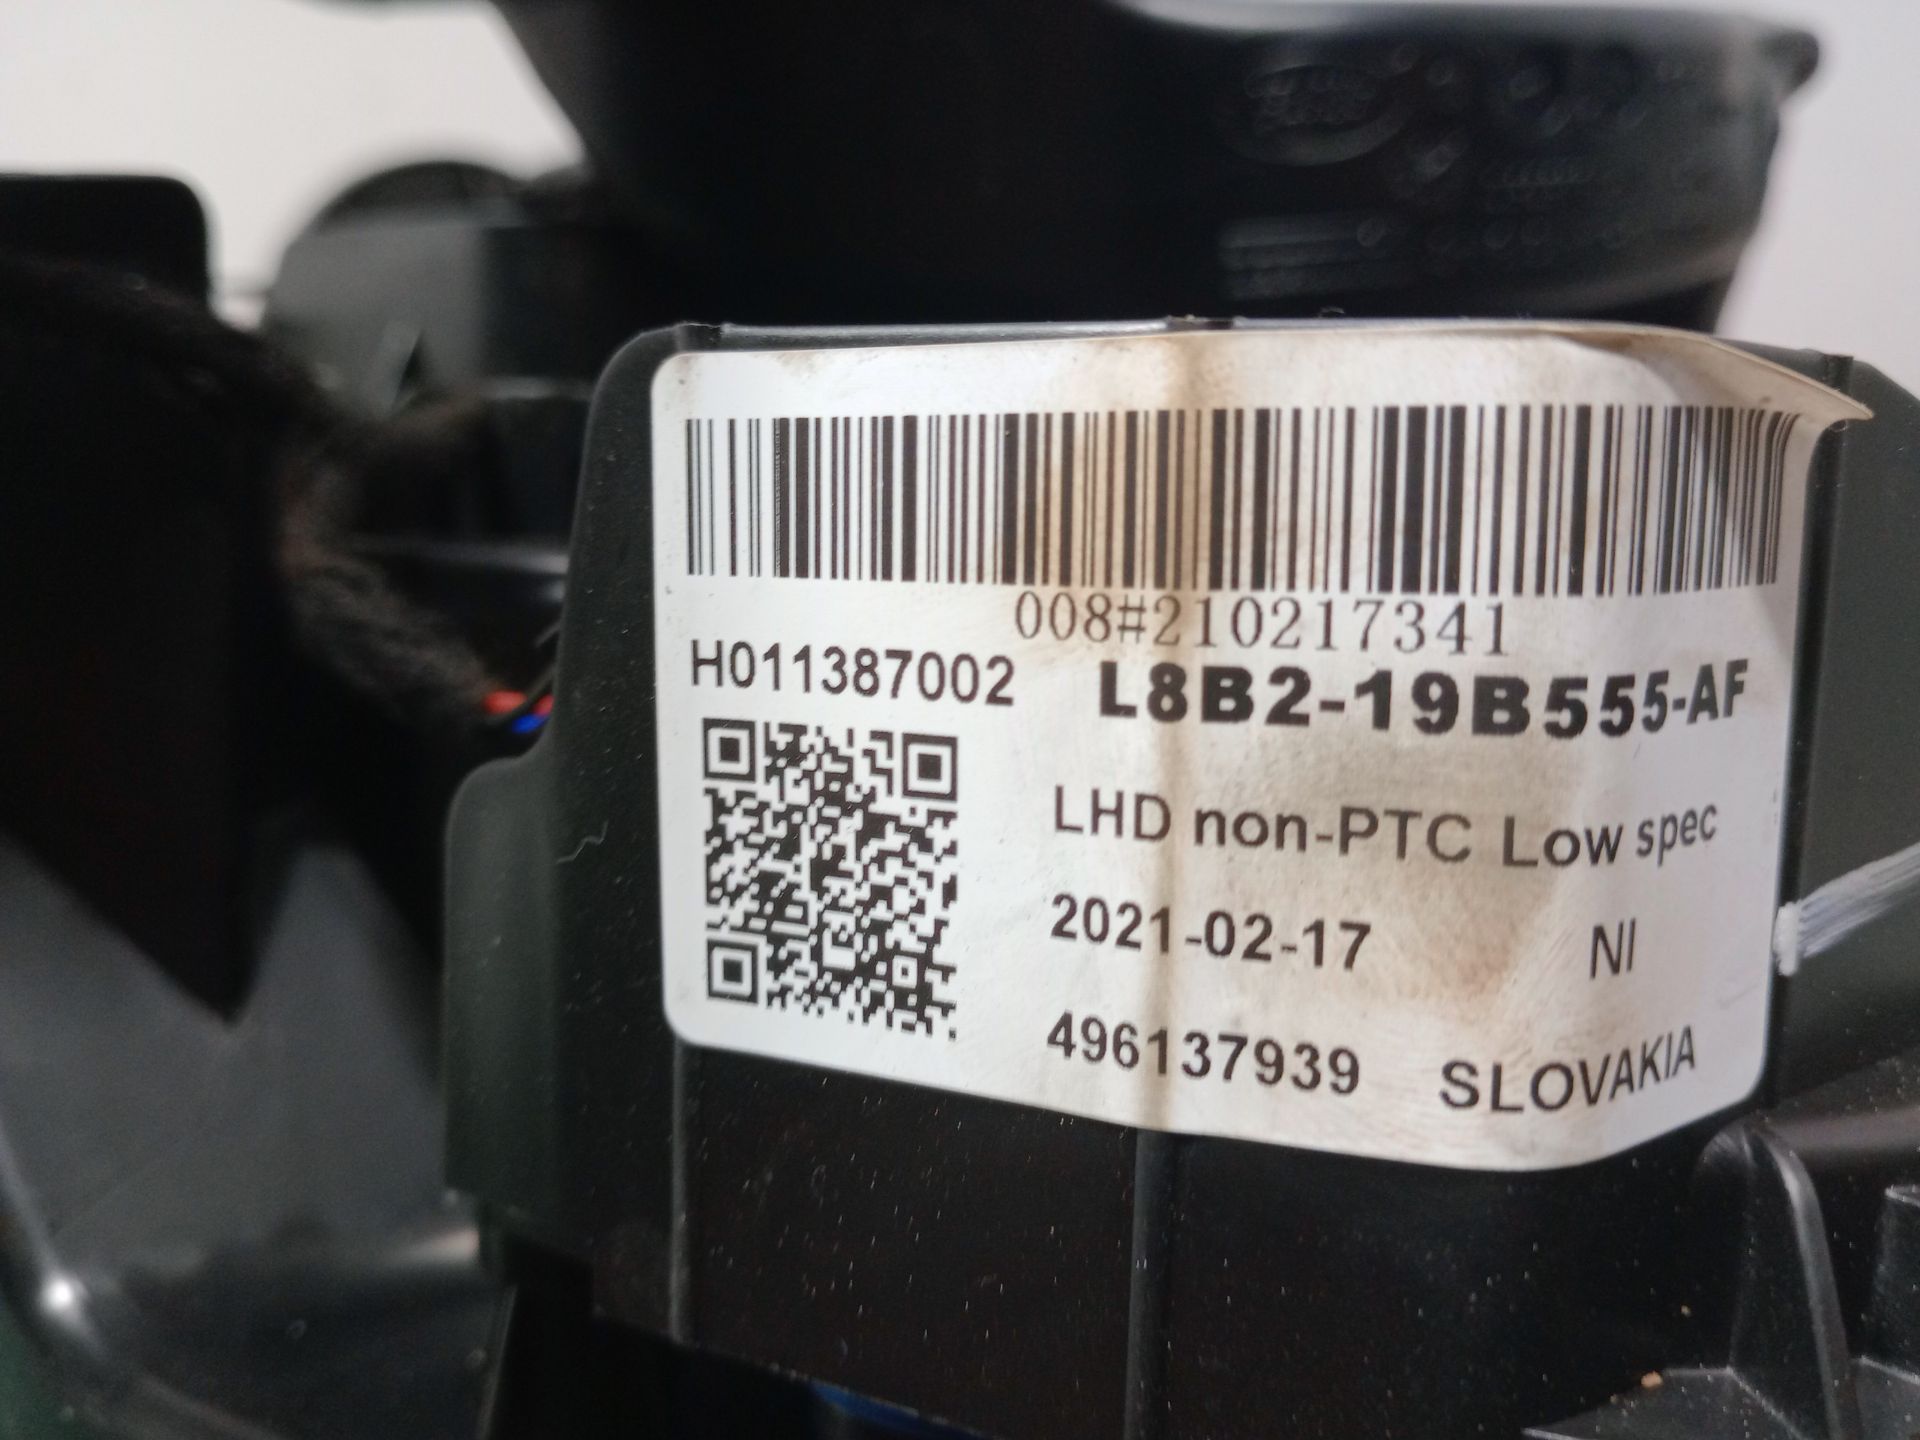 008#210217341
H011387002 L8B2-19B555-AF
LHD non-PTC Low spec
2021-02-17 NI
496137939 SLOVAKIA